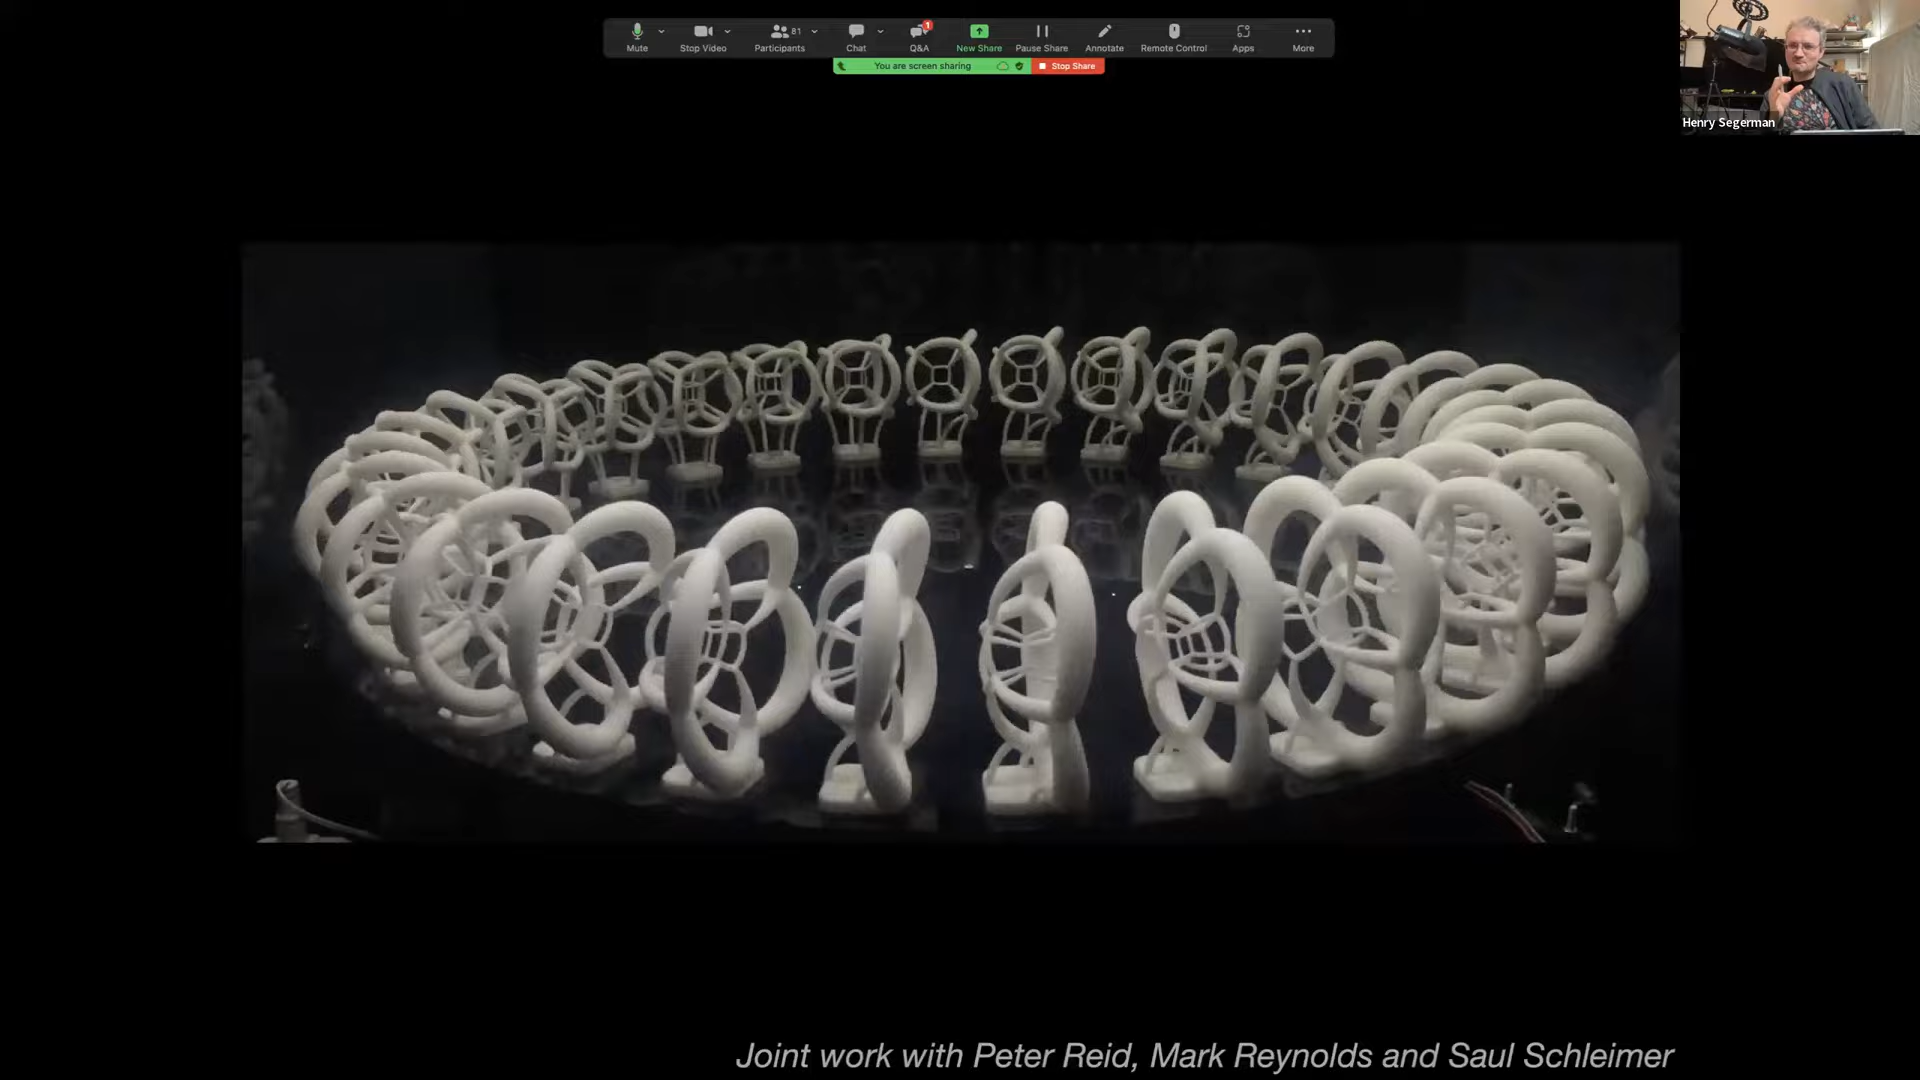 81
1
Mute
Stop Video
Participants
Chat
Q&A
New Share
Pause Share
Annotate
Remote Control
Apps
More
You are screen sharing
Stop Share
Henry Segerman
Joint work with Peter Reid, Mark Reynolds and Saul Schleimer